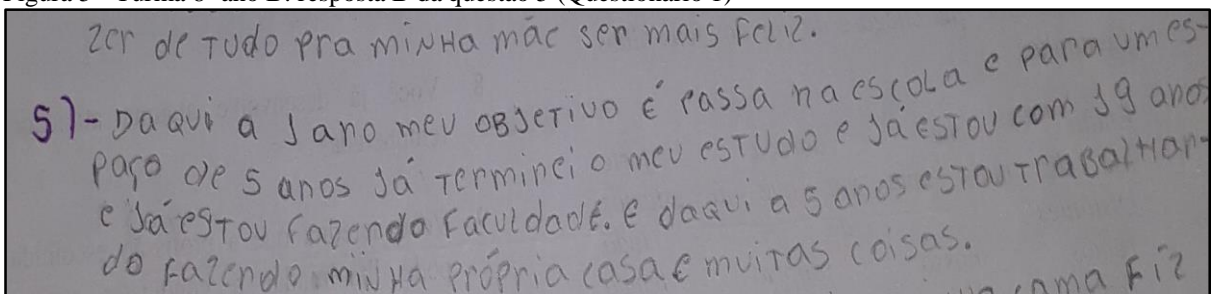 zer de tudo pra minha mãe ser mais feliz.
5)- Daqui a 1 ano meu objetivo é passa na escola e para um es-
paço de 5 anos já terminei o meu estudo e já estou com 19 anos
e já estou fazendo faculdade. E daqui a 5 anos estou trabalhan-
do fazendo minha própria casa e muitas coisas.
fiz